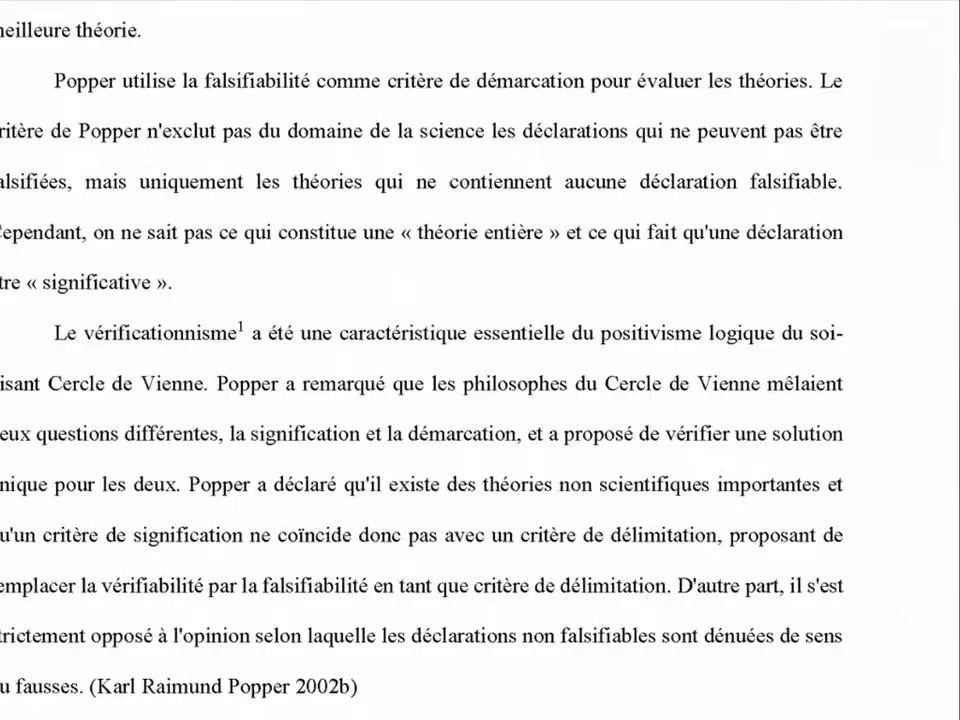 neilleure théorie.
Popper utilise la falsifiabilité comme critère de démarcation pour évaluer les théories. Le
ritère de Popper n'exclut pas du domaine de la science les déclarations qui ne peuvent pas être
alsifiées, mais uniquement les théories qui ne contiennent aucune déclaration falsifiable.
Cependant, on ne sait pas ce qui constitue une « théorie entière » et ce qui fait qu'une déclaration
tre « significative ».
Le vérificationnisme¹ a été une caractéristique essentielle du positivisme logique du soi-
isant Cercle de Vienne. Popper a remarqué que les philosophes du Cercle de Vienne mêlaient
eux questions différentes, la signification et la démarcation, et a proposé de vérifier une solution
nique pour les deux. Popper a déclaré qu'il existe des théories non scientifiques importantes et
u'un critère de signification ne coïncide donc pas avec un critère de délimitation, proposant de
emplacer la vérifiabilité par la falsifiabilité en tant que critère de délimitation. D'autre part, il s'est
trictement opposé à l'opinion selon laquelle les déclarations non falsifiables sont dénuées de sens
u fausses. (Karl Raimund Popper 2002b)